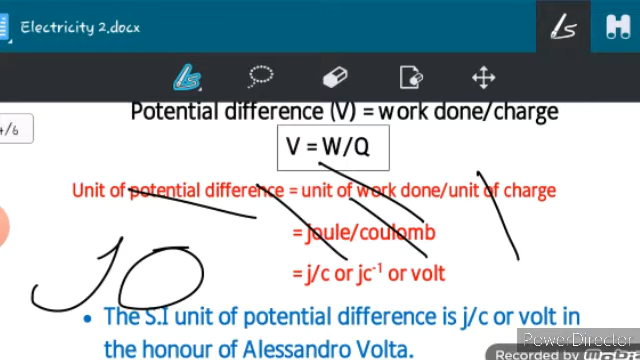 Electricity 2.docx
4/6
Potential difference (V) = work done/charge
V = W/Q
Unit of potential difference = unit of work done/unit of charge
= joule/coulomb
= j/c or jc⁻¹ or volt
JO
• The S.I unit of potential difference is j/c or volt in
the honour of Alessandro Volta.
PowerDirector
Recorded by